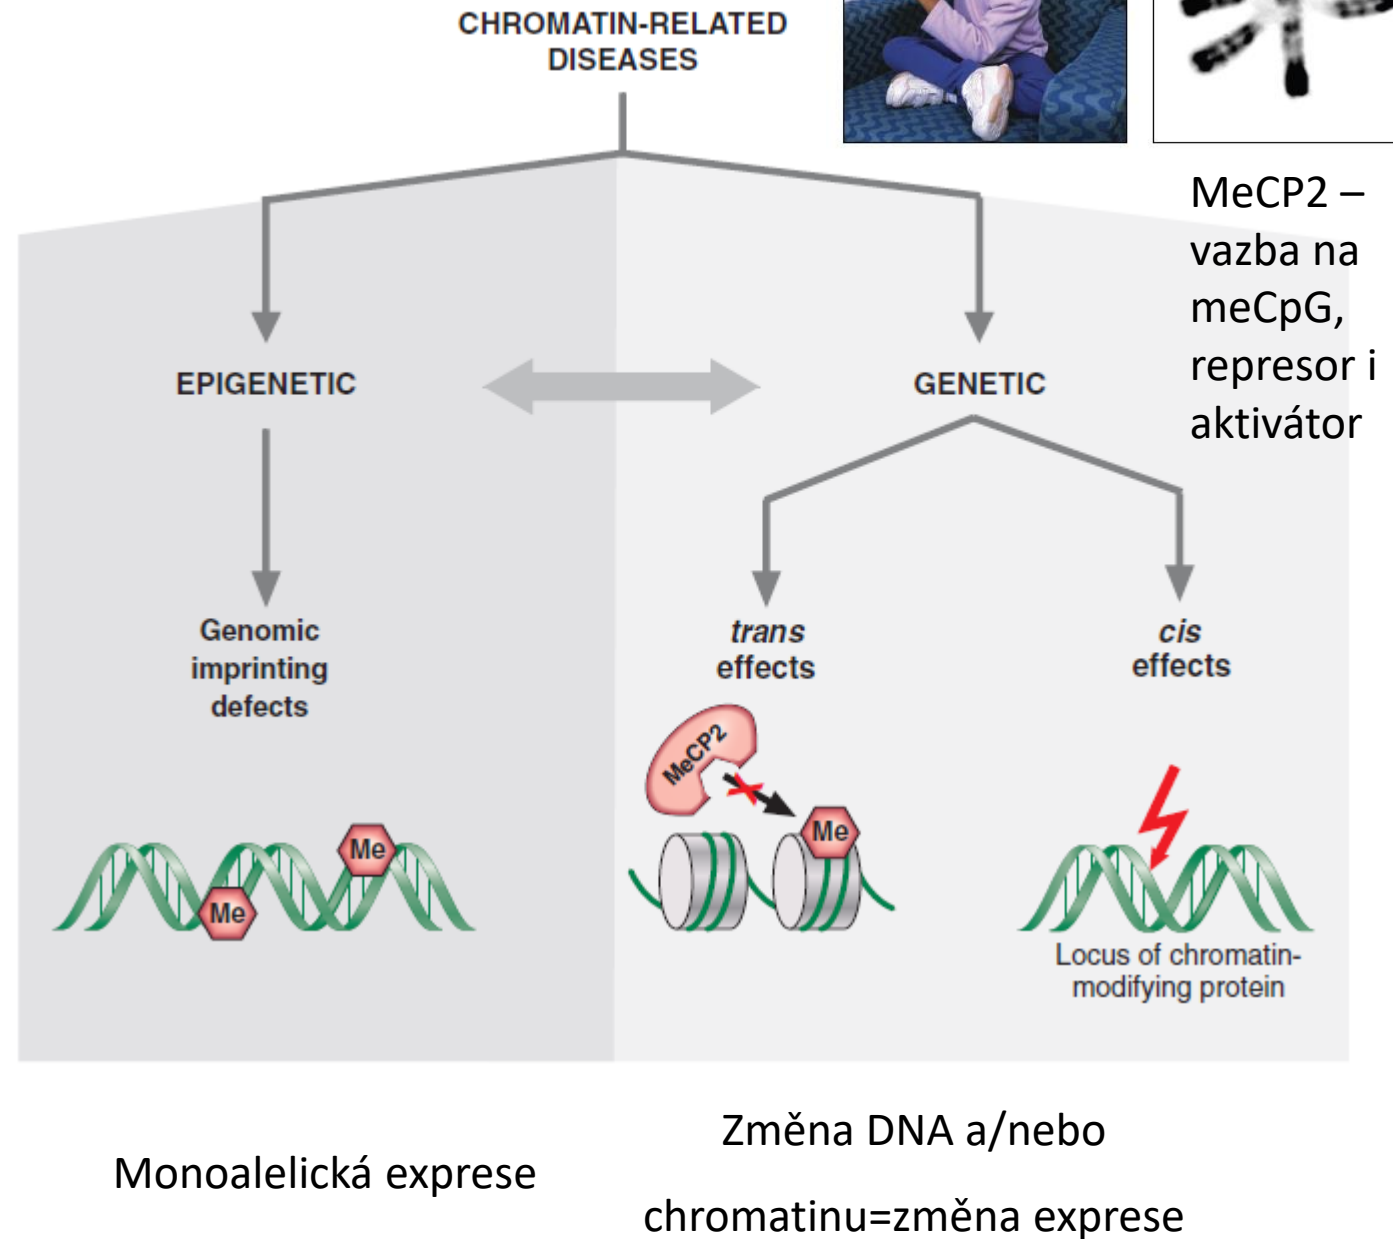 CHROMATIN-RELATED
DISEASES
MeCP2 –
vazba na
meCpG,
represor i
aktivátor
EPIGENETIC
GENETIC
Genomic
imprinting
defects
trans
effects
cis
effects
MeCP2
Me
Me
Me
Locus of chromatin-
modifying protein
Monoalelická exprese
Změna DNA a/nebo
chromatinu=změna exprese